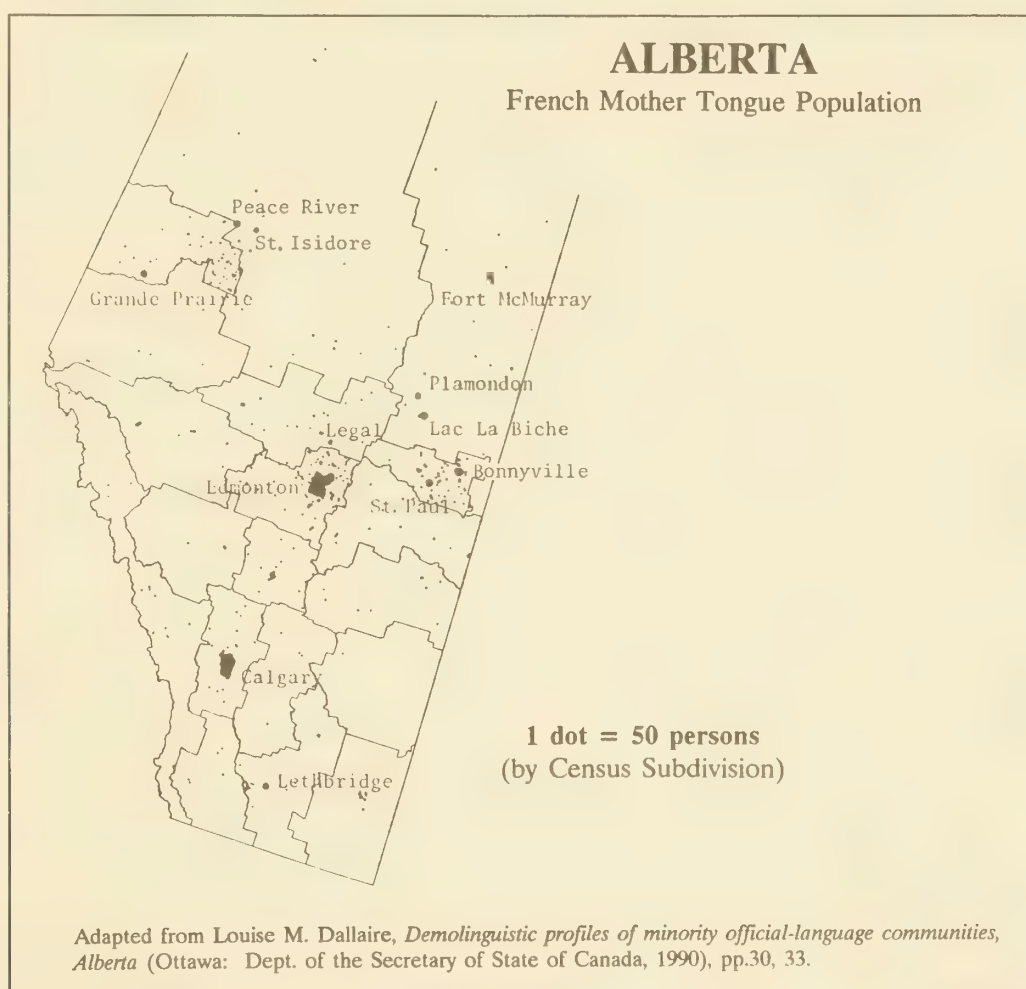 ALBERTA
French Mother Tongue Population
Peace River
St. Isidore
Grande Prairie
Fort McMurray
Plamondon
Legal
Lac La Biche
Edmonton
Bonnyville
St. Paul
Calgary
1 dot = 50 persons
(by Census Subdivision)
Lethbridge
Adapted from Louise M. Dallaire, Demolinguistic profiles of minority official-language communities,
Alberta (Ottawa: Dept. of the Secretary of State of Canada, 1990), pp.30, 33.